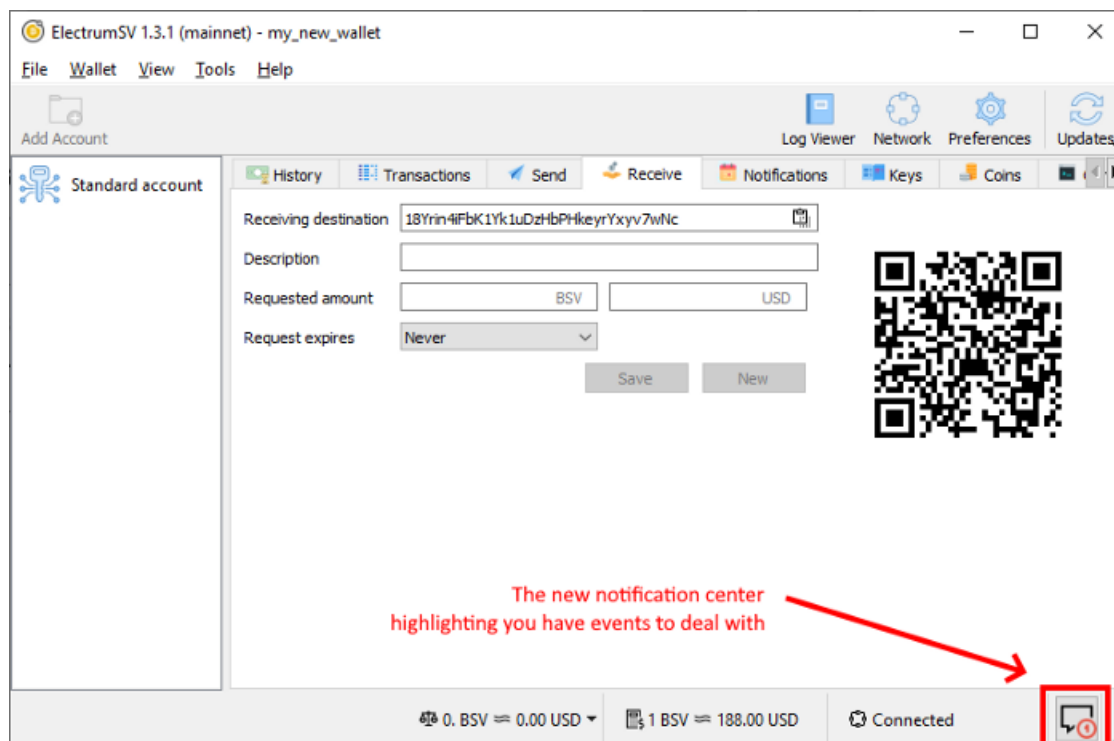 ElectrumSV 1.3.1 (mainnet) - my_new_wallet
File Wallet View Tools Help
Add Account Log Viewer Network Preferences Updates
Standard account
History Transactions Send Receive Notifications Keys Coins
Receiving destination 18Yrin4iFbK1Yk1uDzHbPHkeyrYxyv7wNc
Description
Requested amount BSV USD
Request expires Never
Save New
The new notification center
highlighting you have events to deal with
0. BSV ≈ 0.00 USD 1 BSV ≈ 188.00 USD Connected
1